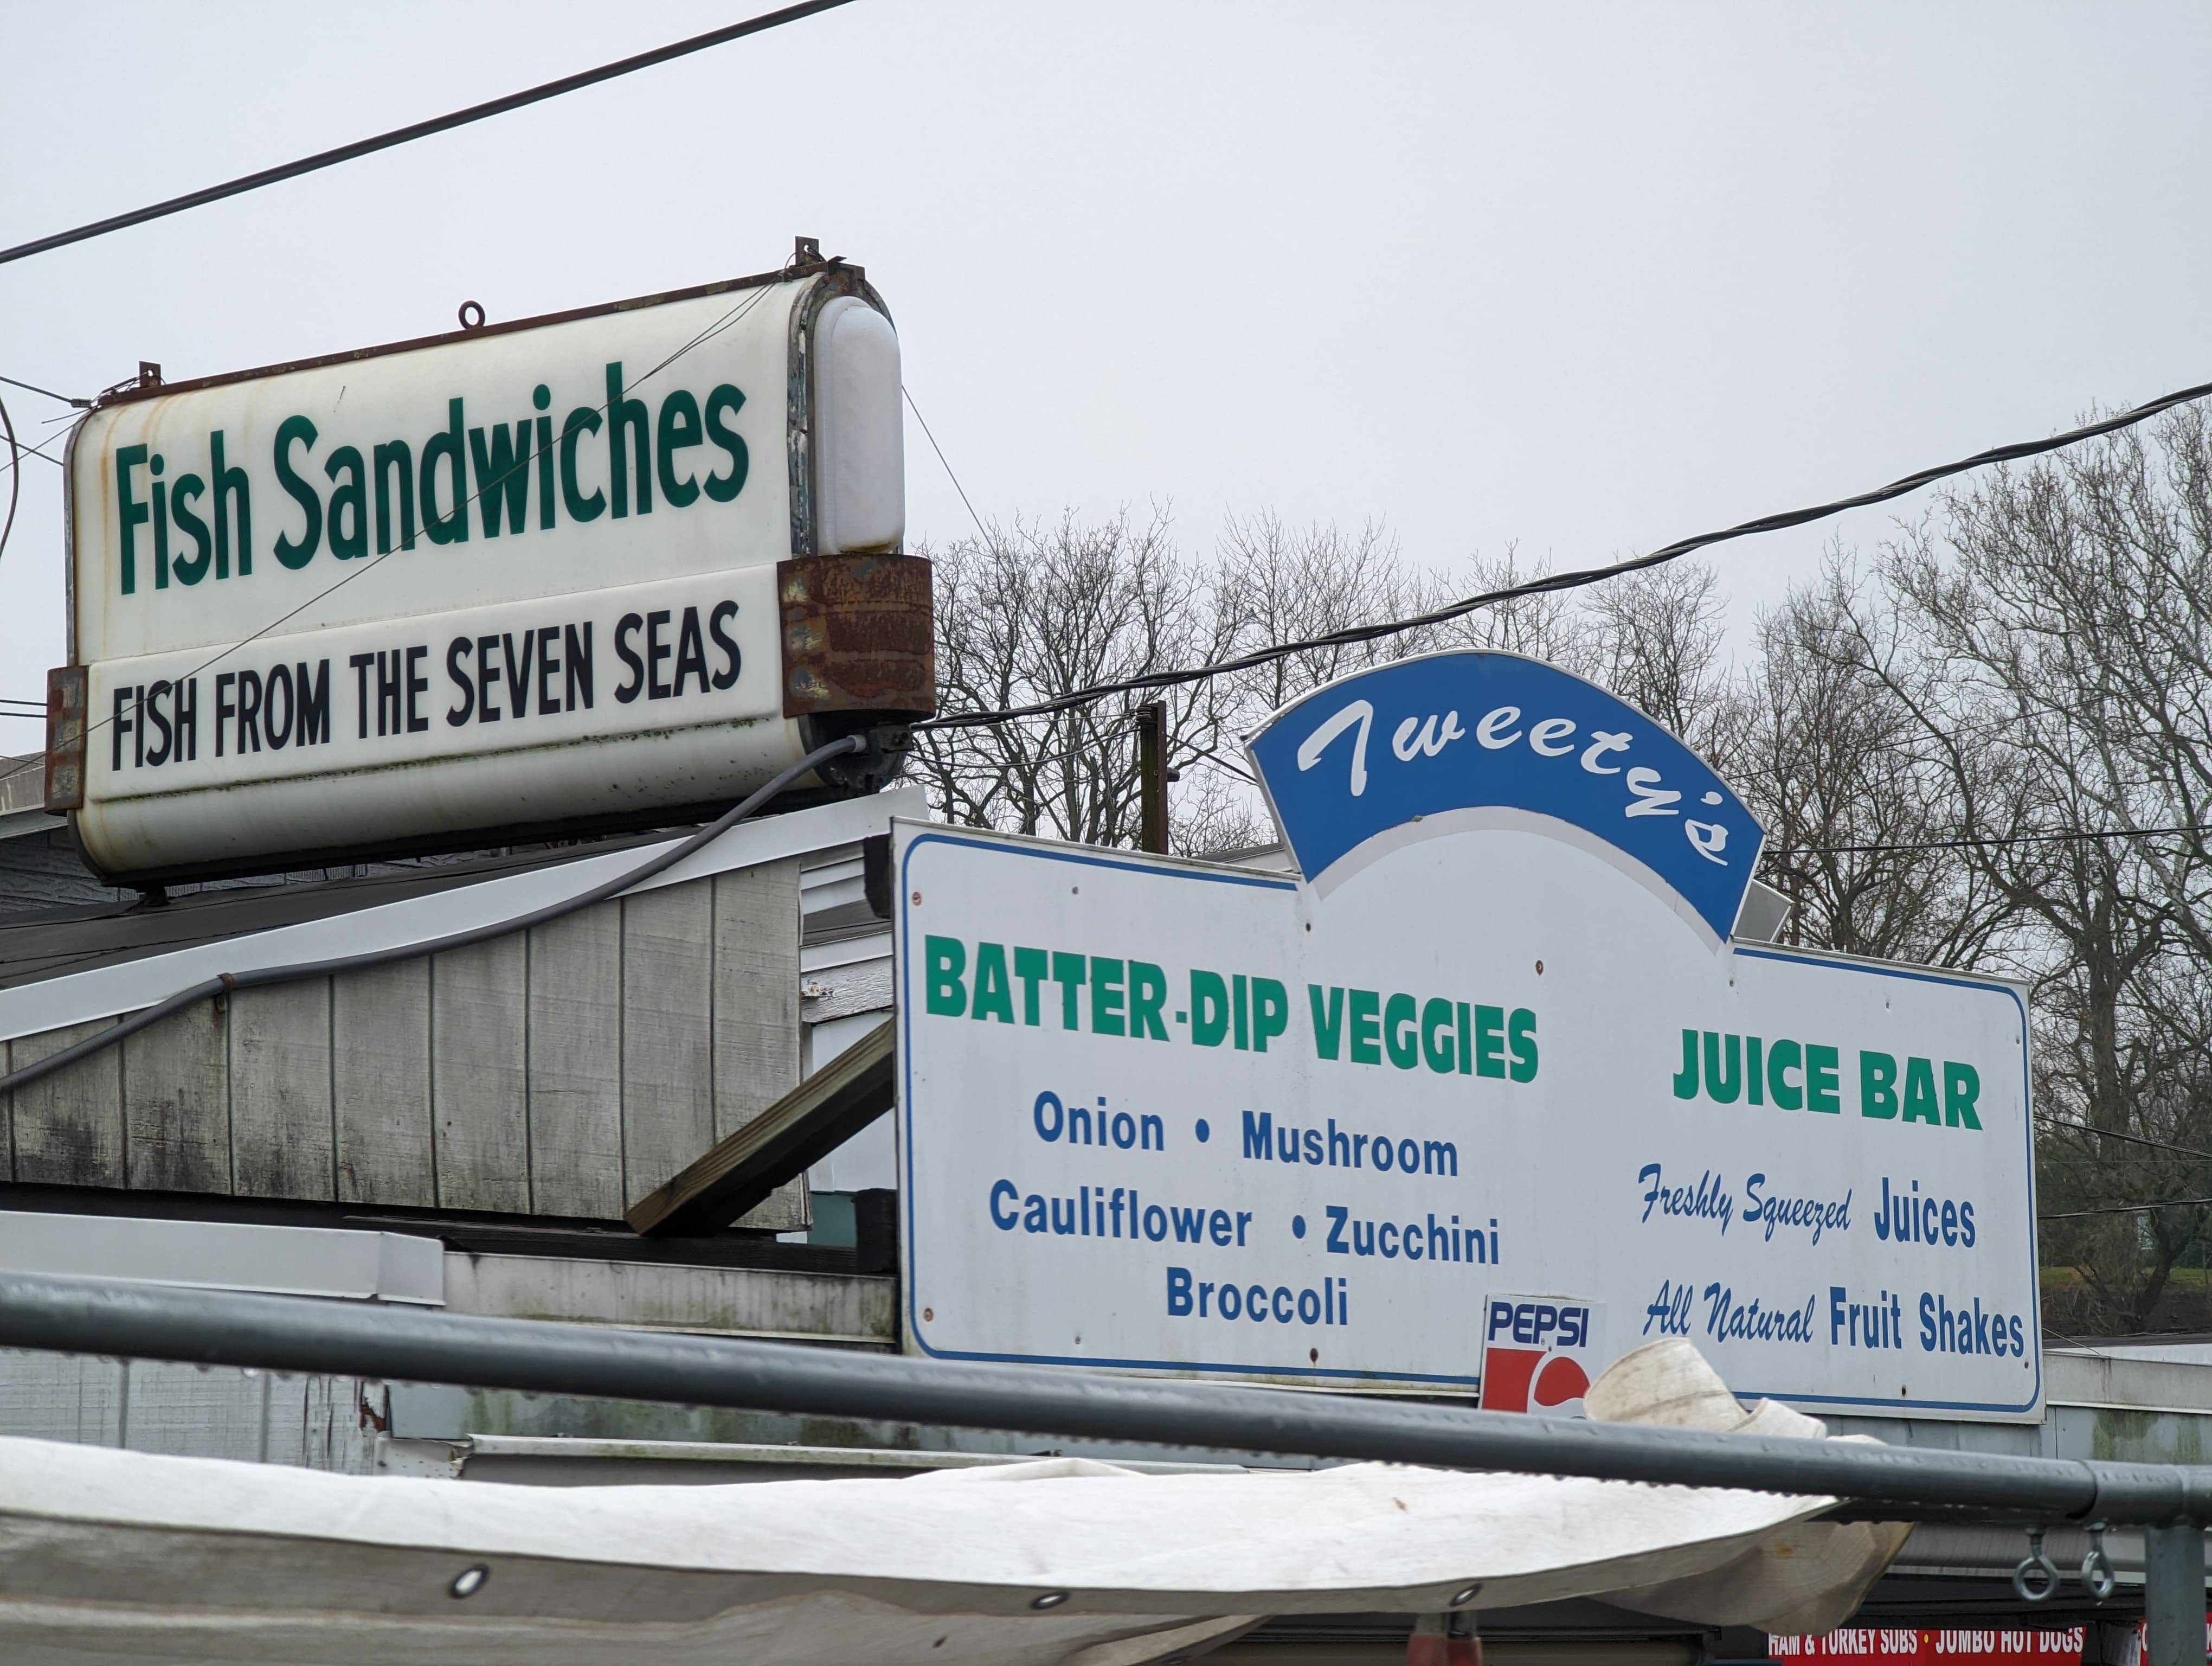 Fish Sandwiches
FISH FROM THE SEVEN SEAS
Tweety's
BATTER-DIP VEGGIES
Onion • Mushroom
Cauliflower • Zucchini
Broccoli
JUICE BAR
Freshly Squeezed Juices
All Natural Fruit Shakes
PEPSI
HAM & TURKEY SUBS • JUMBO HOT DOGS